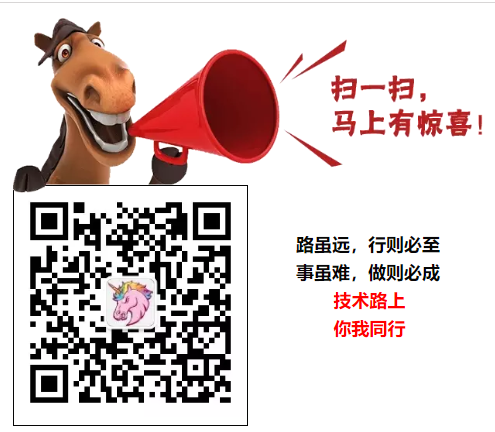 扫一扫，
马上有惊喜！
路虽远，行则必至
事虽难，做则必成
技术路上
你我同行